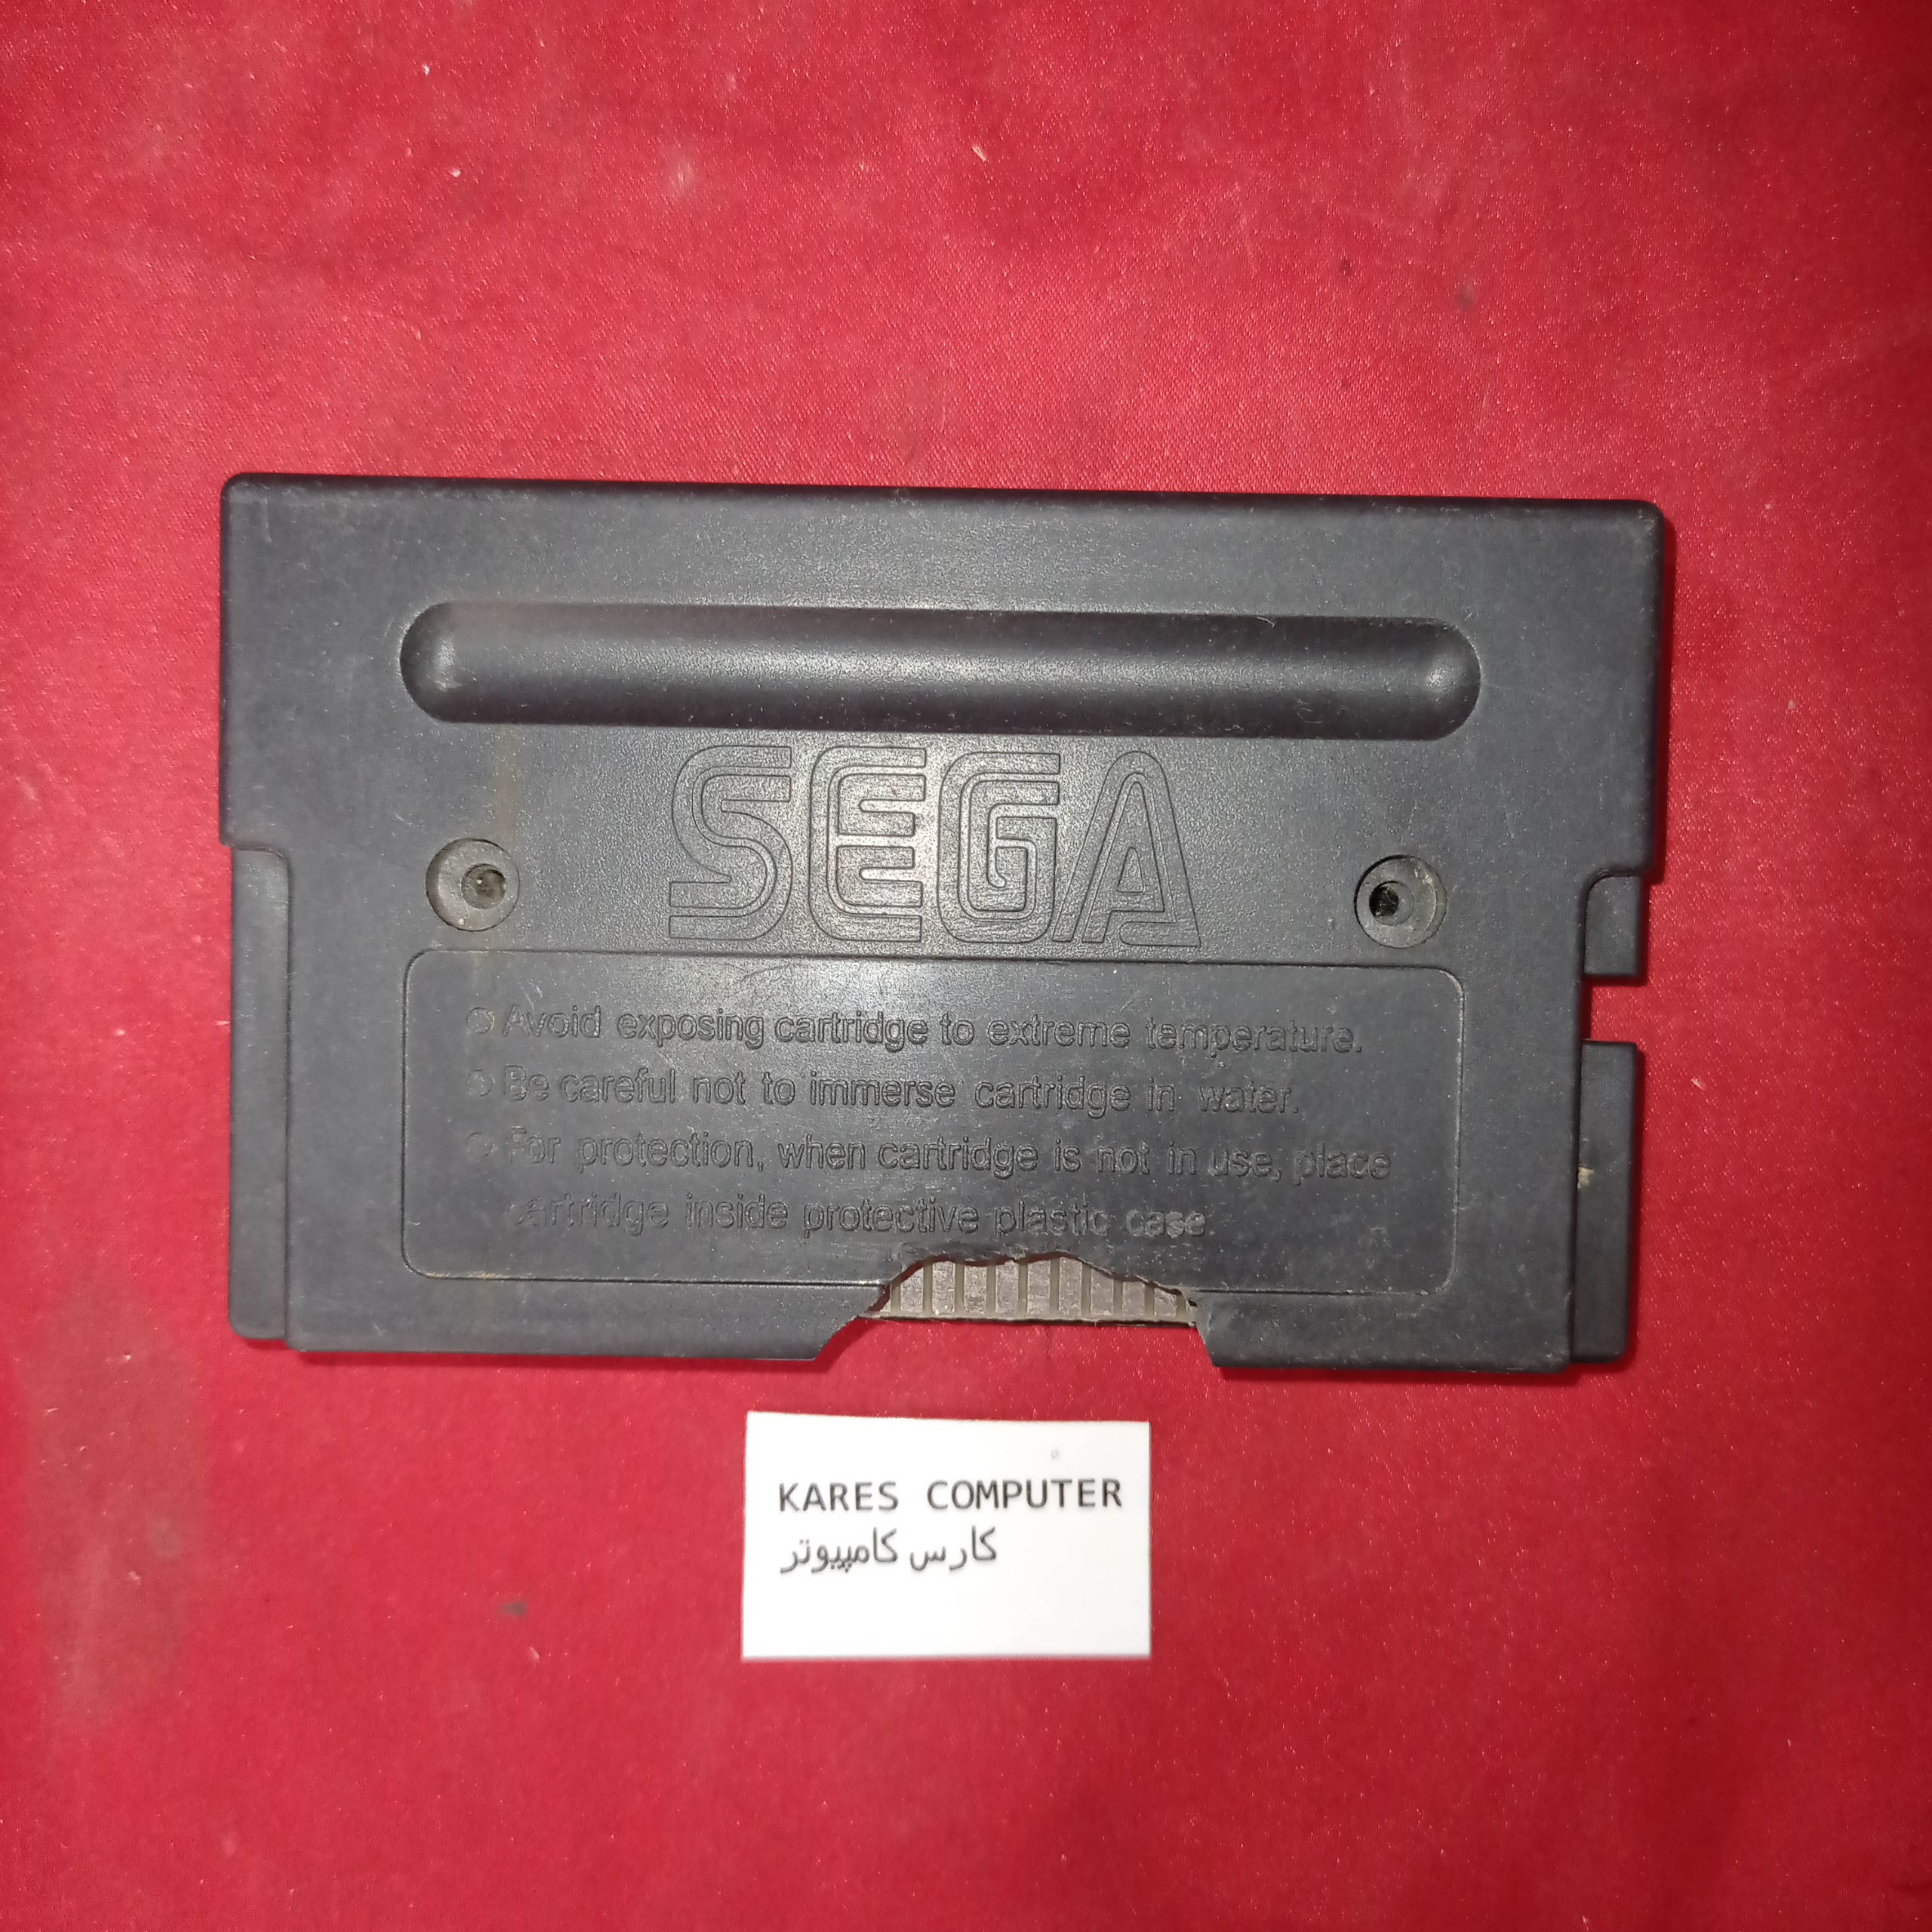 SEGA
● Avoid exposing cartridge to extreme temperature.
● Be careful not to immerse cartridge in water.
● For protection, when cartridge is not in use, place
cartridge inside protective plastic case.
KARES COMPUTER
کارس کامپیوتر